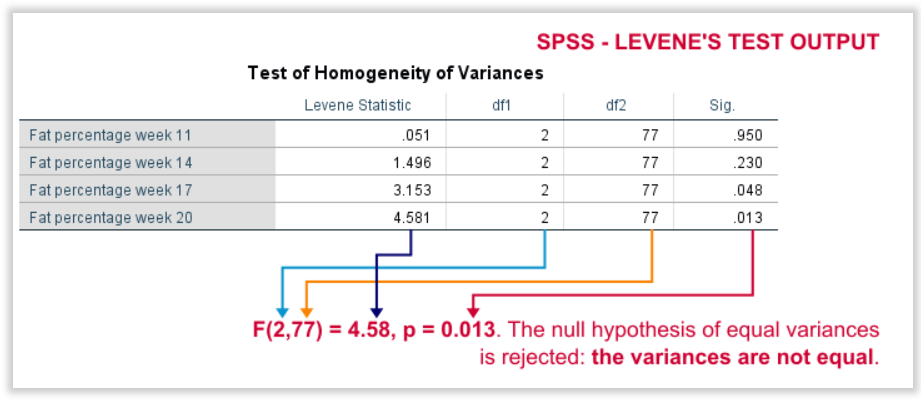 SPSS - LEVENE'S TEST OUTPUT
Test of Homogeneity of Variances
Levene Statistic df1 df2 Sig.
Fat percentage week 11 .051 2 77 .950
Fat percentage week 14 1.496 2 77 .230
Fat percentage week 17 3.153 2 77 .048
Fat percentage week 20 4.581 2 77 .013
F(2,77) = 4.58, p = 0.013. The null hypothesis of equal variances
is rejected: the variances are not equal.